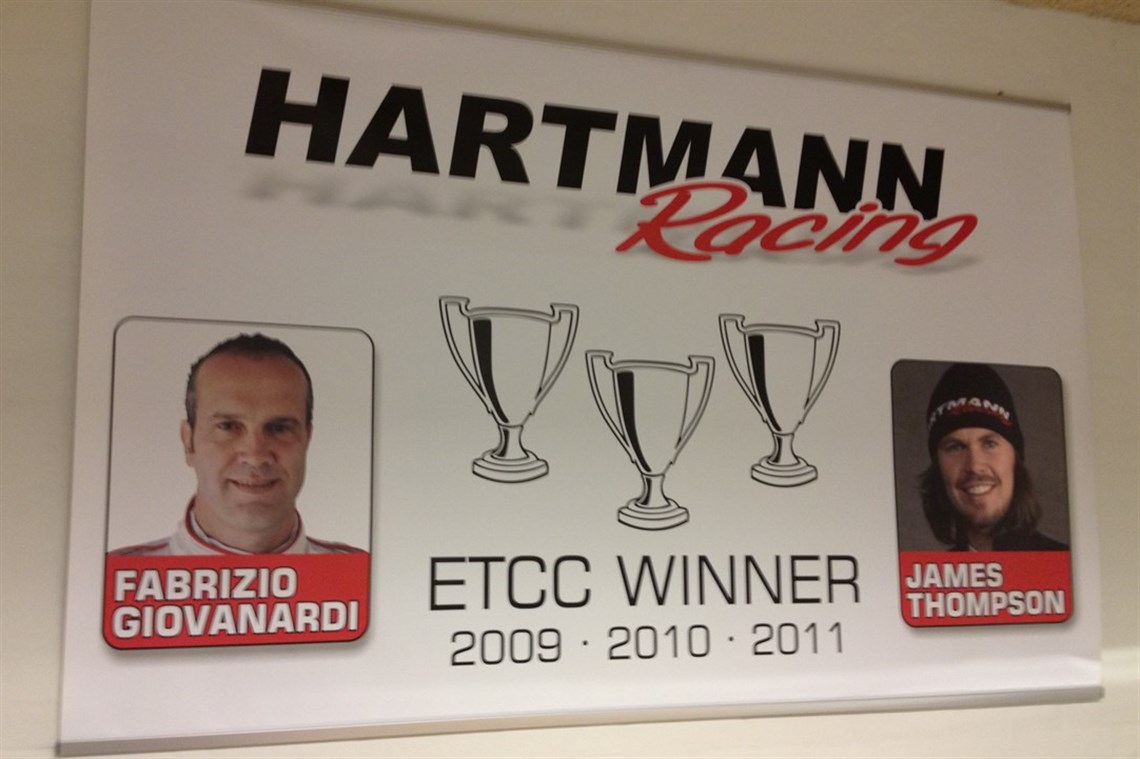 HARTMANN
Racing
FABRIZIO
GIOVANARDI
ETCC WINNER
2009 · 2010 · 2011
HARTMANN
JAMES
THOMPSON